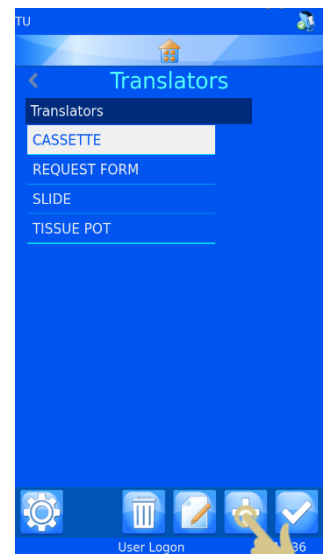 TU
Translators
Translators
CASSETTE
REQUEST FORM
SLIDE
TISSUE POT
User Logon
36